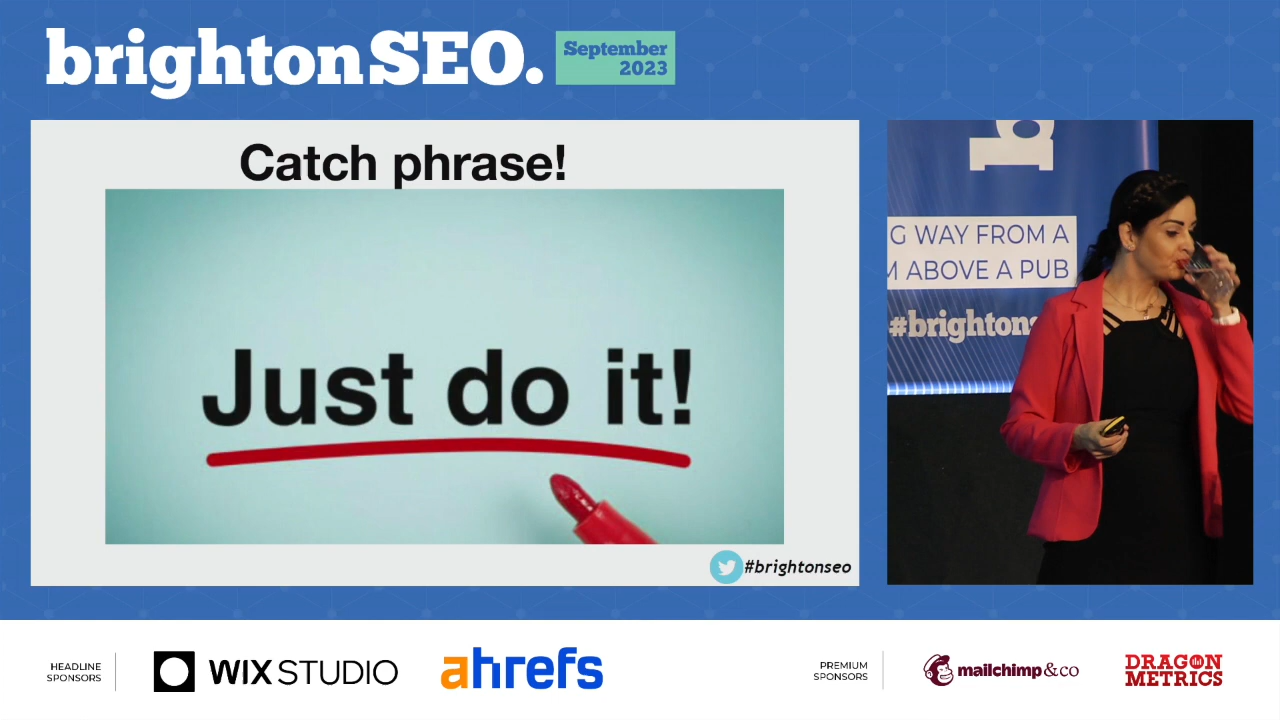 brightonSEO.
September
2023
Catch phrase!
Just do it!
#brightonseo
G WAY FROM A
M ABOVE A PUB
#brightons
HEADLINE
SPONSORS
WIX STUDIO
ahrefs
PREMIUM
SPONSORS
mailchimp&co
DRAGON
METRICS